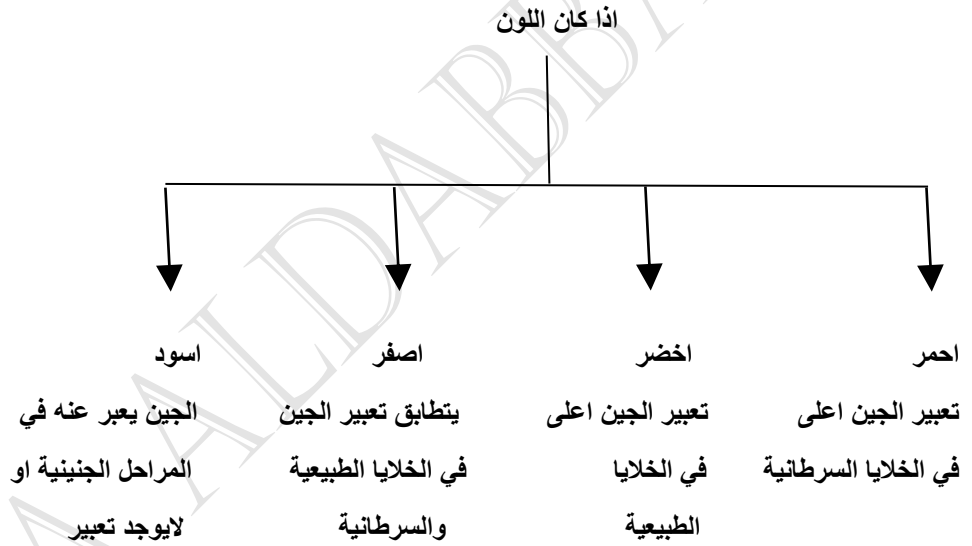 اذا كان اللون
احمر
تعبير الجين اعلى
في الخلايا السرطانية
اخضر
تعبير الجين اعلى
في الخلايا
الطبيعية
اصفر
يتطابق تعبير الجين
في الخلايا الطبيعية
والسرطانية
اسود
الجين يعبر عنه في
المراحل الجنينية او
لايوجد تعبير